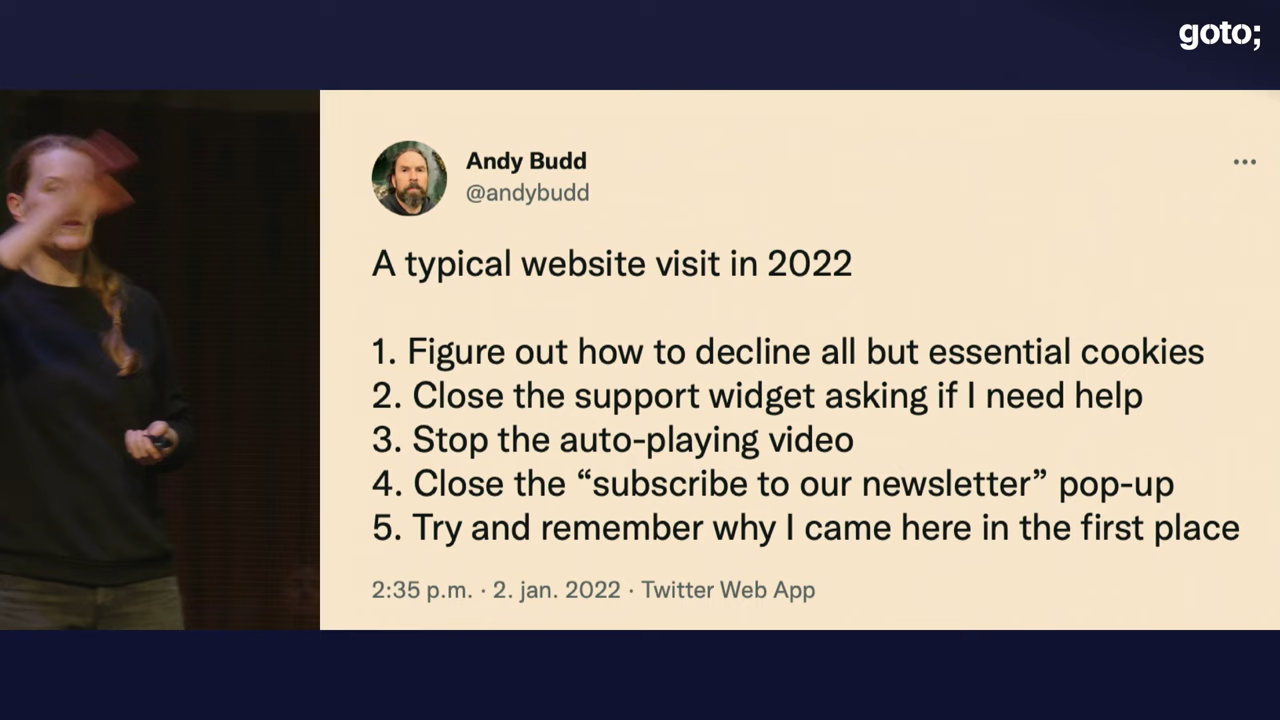 goto;
Andy Budd
@andybudd
A typical website visit in 2022
1. Figure out how to decline all but essential cookies
2. Close the support widget asking if I need help
3. Stop the auto-playing video
4. Close the “subscribe to our newsletter” pop-up
5. Try and remember why I came here in the first place
2:35 p.m. · 2. jan. 2022 · Twitter Web App